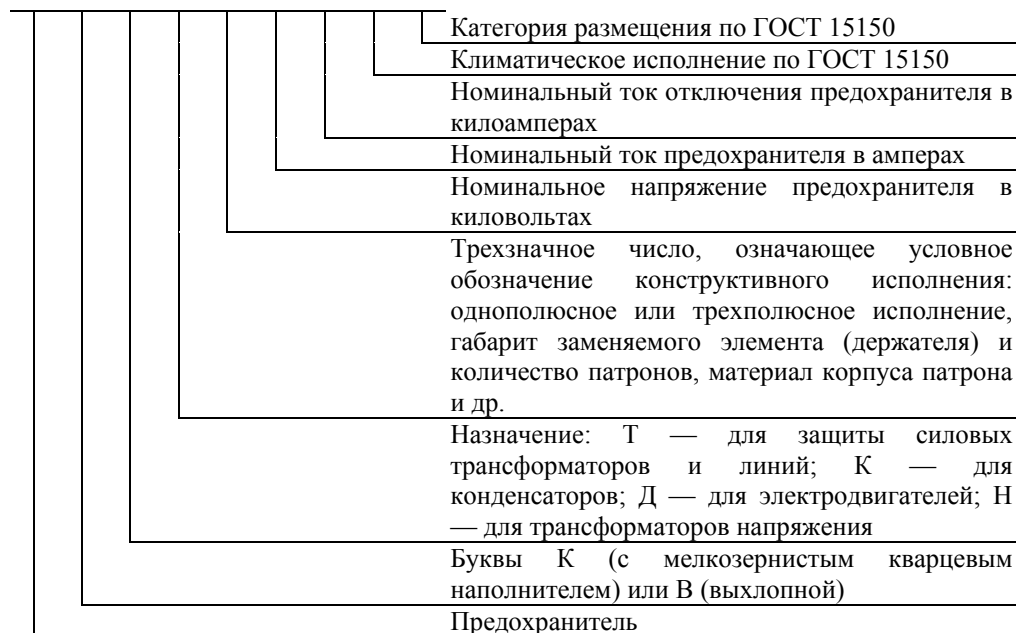 Категория размещения по ГОСТ 15150
Климатическое исполнение по ГОСТ 15150
Номинальный ток отключения предохранителя в
килоамперах
Номинальный ток предохранителя в амперах
Номинальное напряжение предохранителя в
киловольтах
Трехзначное число, означающее условное
обозначение конструктивного исполнения:
однополюсное или трехполюсное исполнение,
габарит заменяемого элемента (держателя) и
количество патронов, материал корпуса патрона
и др.
Назначение: Т — для защиты силовых
трансформаторов и линий; К — для
конденсаторов; Д — для электродвигателей; Н
— для трансформаторов напряжения
Буквы К (с мелкозернистым кварцевым
наполнителем) или В (выхлопной)
Предохранитель